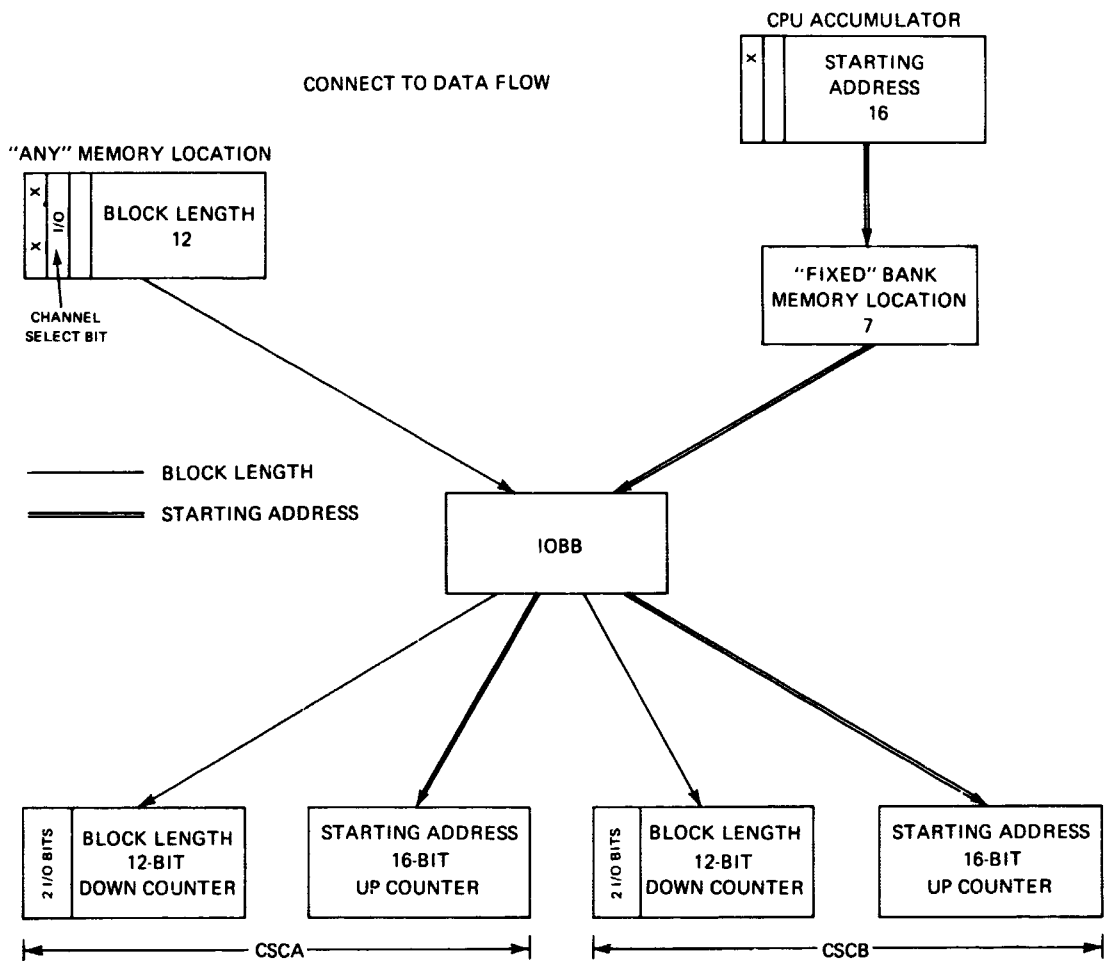 CPU ACCUMULATOR
CONNECT TO DATA FLOW
X
STARTING
ADDRESS
16
"ANY" MEMORY LOCATION
X
X
I/O
BLOCK LENGTH
12
CHANNEL
SELECT BIT
"FIXED" BANK
MEMORY LOCATION
7
BLOCK LENGTH
STARTING ADDRESS
IOBB
2 I/O BITS
BLOCK LENGTH
12-BIT
DOWN COUNTER
STARTING ADDRESS
16-BIT
UP COUNTER
2 I/O BITS
BLOCK LENGTH
12-BIT
DOWN COUNTER
STARTING ADDRESS
16-BIT
UP COUNTER
CSCA
CSCB